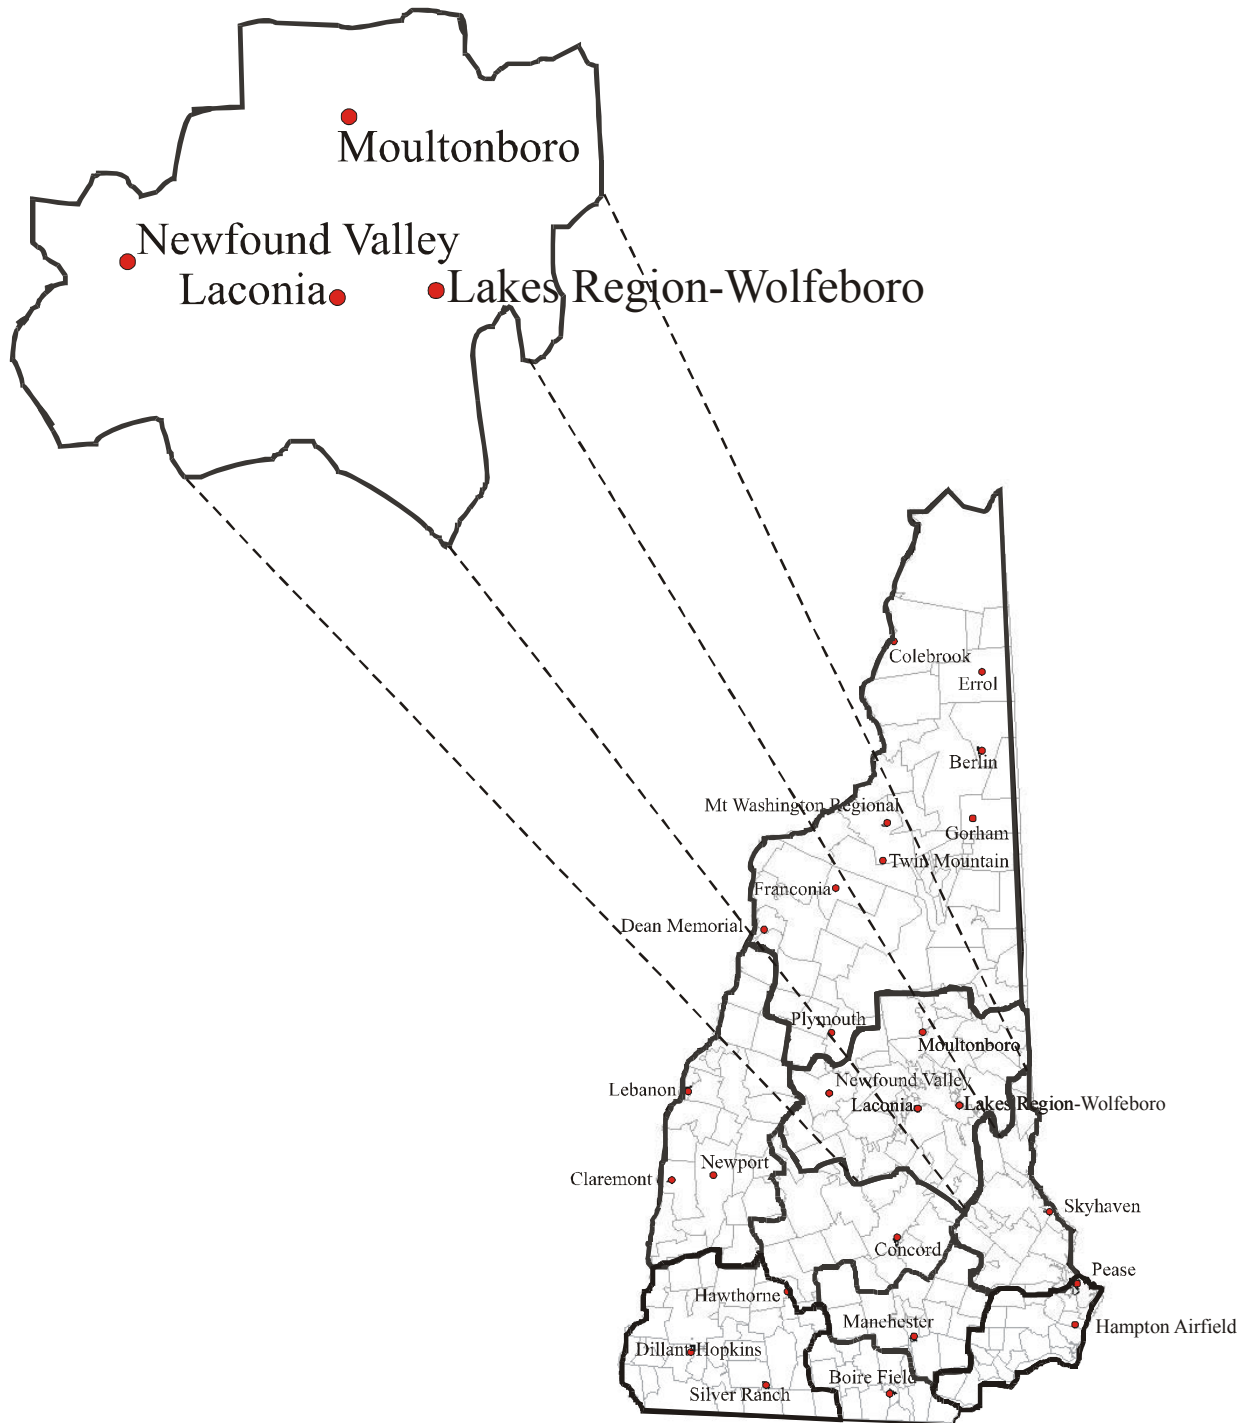 Moultonboro
Newfound Valley
Laconia
Lakes Region-Wolfeboro
Colebrook
Errol
Berlin
Mt Washington Regional
Gorham
Twin Mountain
Franconia
Dean Memorial
Plymouth
Moultonboro
Newfound Valley
Lebanon
Laconia
Lakes Region-Wolfeboro
Newport
Claremont
Skyhaven
Concord
Pease
Hawthorne
Manchester
Hampton Airfield
Dillant Hopkins
Boire Field
Silver Ranch